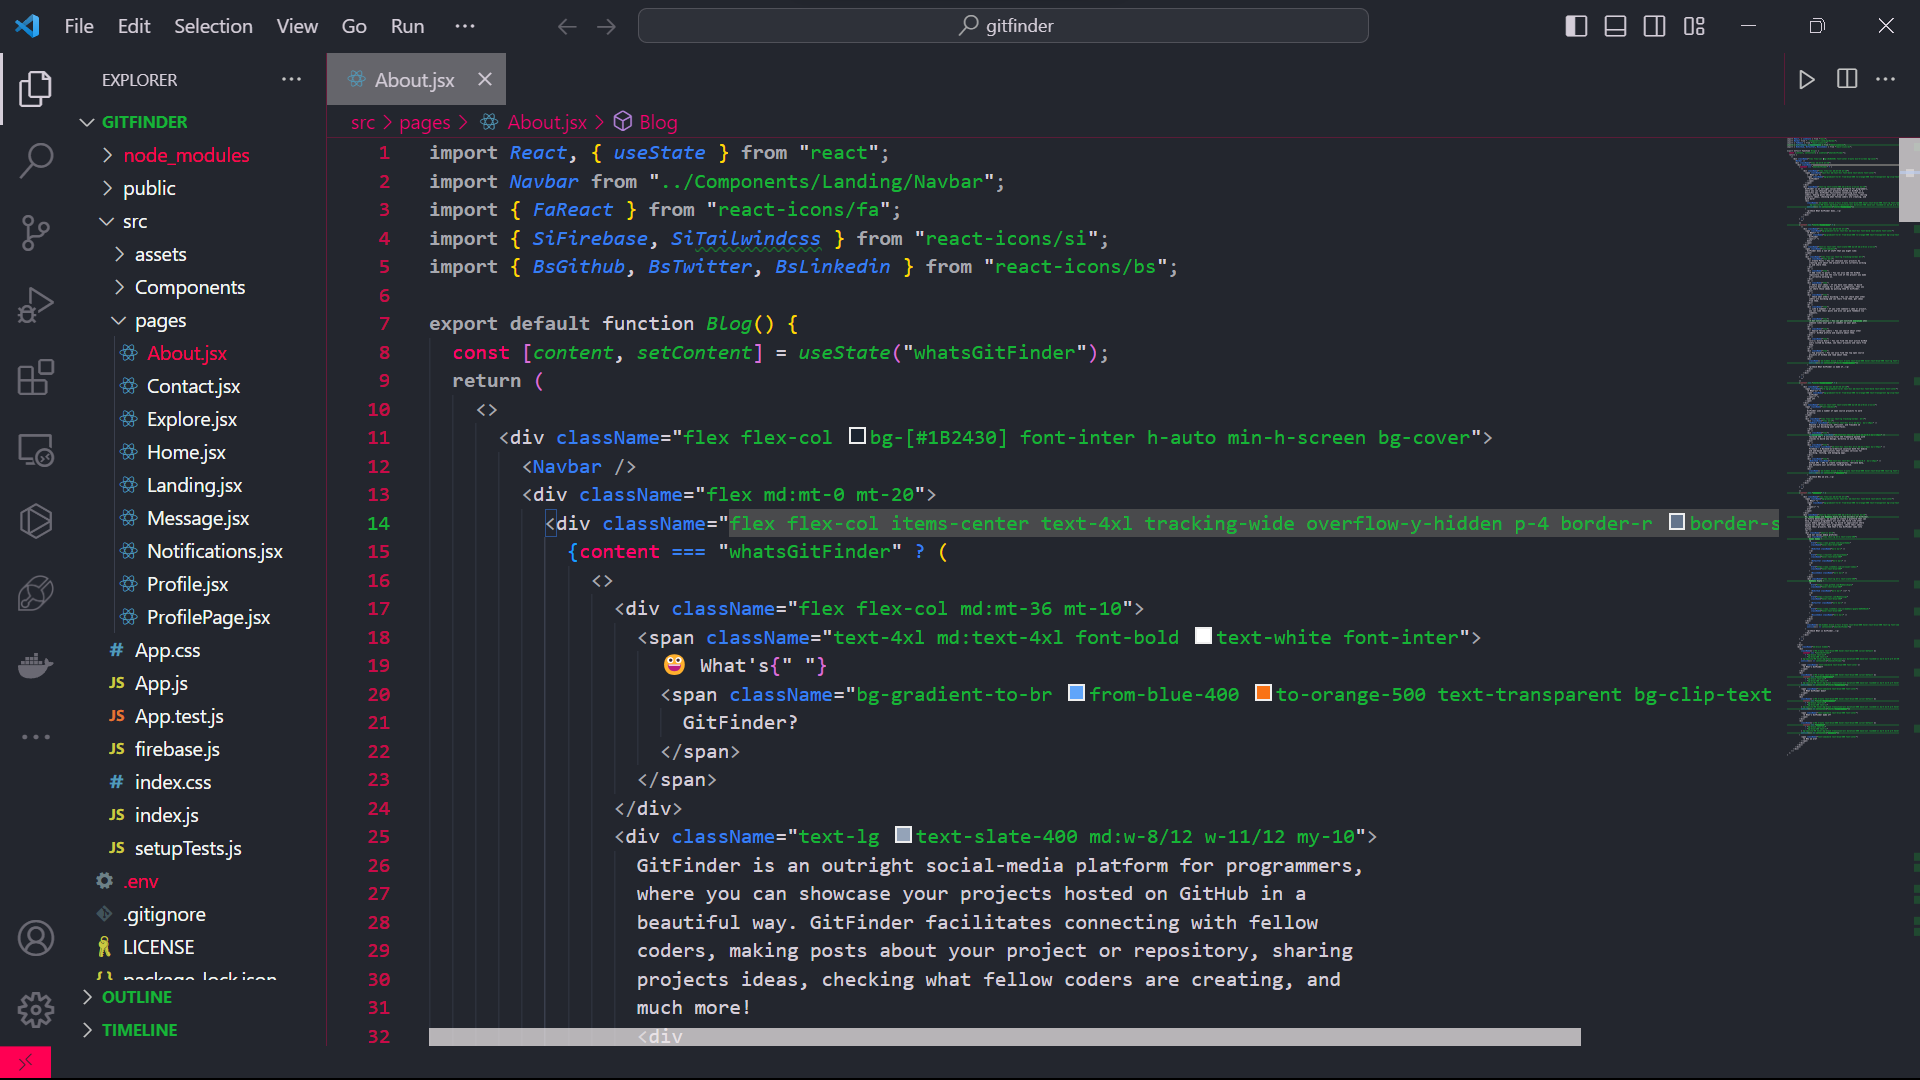 File Edit Selection View Go Run ··· gitfinder
EXPLORER ···
About.jsx
src > pages > About.jsx > Blog
GITFINDER
node_modules
public
src
assets
Components
pages
About.jsx
Contact.jsx
Explore.jsx
Home.jsx
Landing.jsx
Message.jsx
Notifications.jsx
Profile.jsx
ProfilePage.jsx
# App.css
JS App.js
JS App.test.js
JS firebase.js
# index.css
JS index.js
JS setupTests.js
.env
.gitignore
LICENSE
{} package-lock.json
OUTLINE
TIMELINE
1 import React, { useState } from "react";
2 import Navbar from "../Components/Landing/Navbar";
3 import { FaReact } from "react-icons/fa";
4 import { SiFirebase, SiTailwindcss } from "react-icons/si";
5 import { BsGithub, BsTwitter, BsLinkedin } from "react-icons/bs";
6
7 export default function Blog() {
8 const [content, setContent] = useState("whatsGitFinder");
9 return (
10 <>
11 <div className="flex flex-col bg-[#1B2430] font-inter h-auto min-h-screen bg-cover">
12 <Navbar />
13 <div className="flex md:mt-0 mt-20">
14 <div className="flex flex-col items-center text-4xl tracking-wide overflow-y-hidden p-4 border-r border-s
15 {content === "whatsGitFinder" ? (
16 <>
17 <div className="flex flex-col md:mt-36 mt-10">
18 <span className="text-4xl md:text-4xl font-bold text-white font-inter">
19 😀 What's{" "}
20 <span className="bg-gradient-to-br from-blue-400 to-orange-500 text-transparent bg-clip-text
21 GitFinder?
22 </span>
23 </span>
24 </div>
25 <div className="text-lg text-slate-400 md:w-8/12 w-11/12 my-10">
26 GitFinder is an outright social-media platform for programmers,
27 where you can showcase your projects hosted on GitHub in a
28 beautiful way. GitFinder facilitates connecting with fellow
29 coders, making posts about your project or repository, sharing
30 projects ideas, checking what fellow coders are creating, and
31 much more!
32 <div